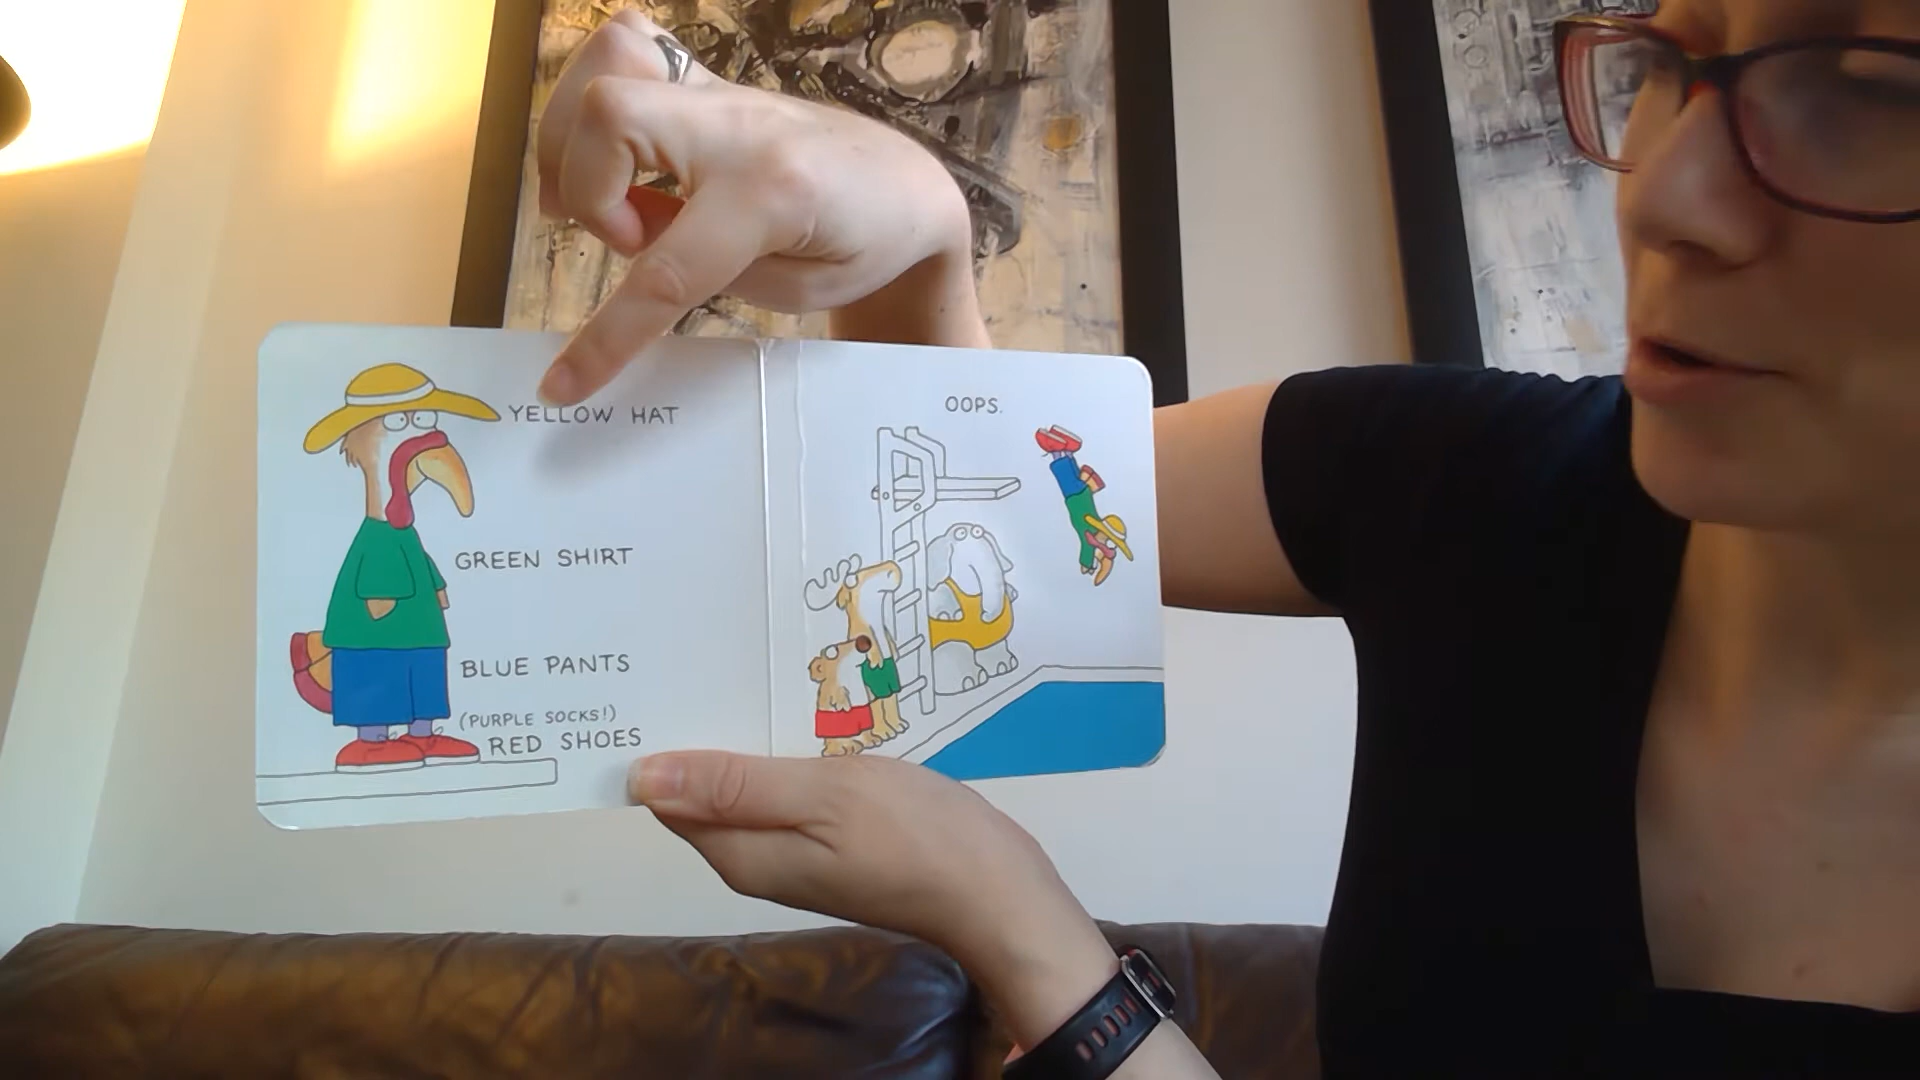 YELLOW HAT
GREEN SHIRT
BLUE PANTS
(PURPLE SOCKS!)
RED SHOES
OOPS.